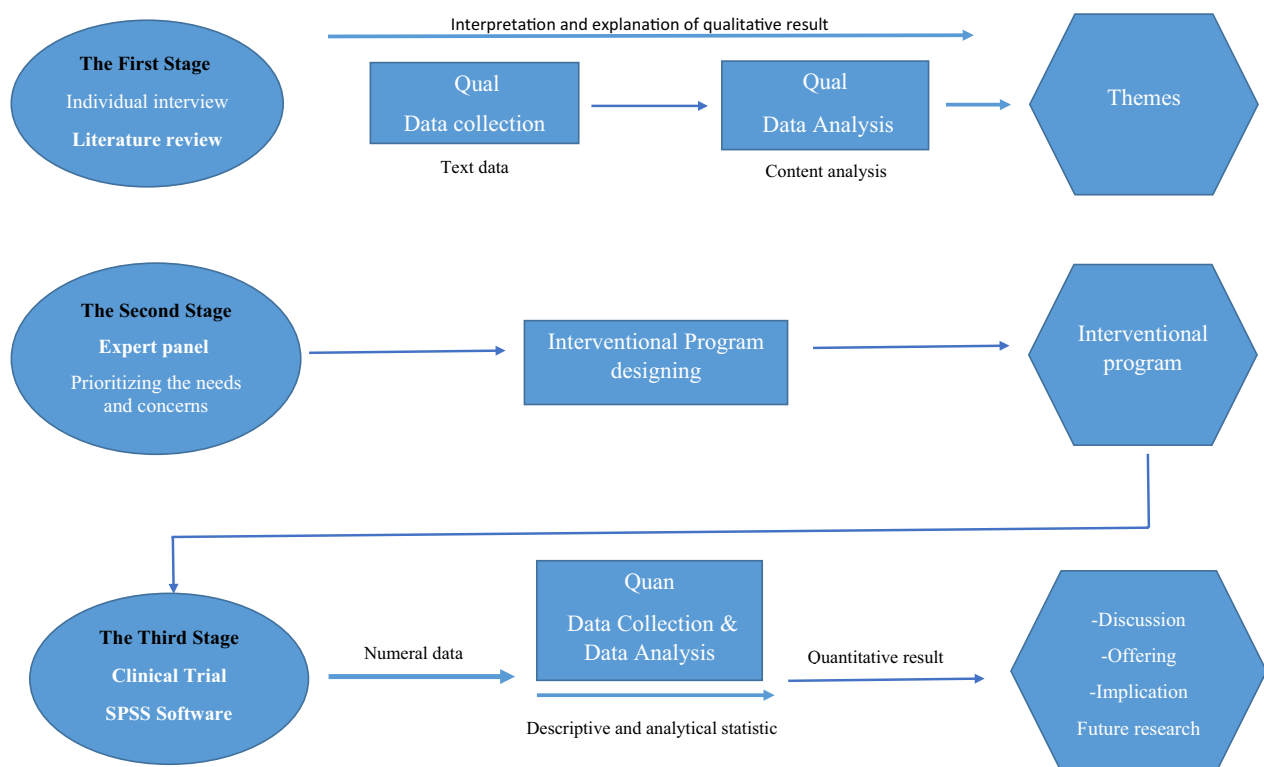 Interpretation and explanation of qualitative result
The First Stage
Individual interview
Literature review
Qual
Data collection
Text data
Qual
Data Analysis
Content analysis
Themes
The Second Stage
Expert panel
Prioritizing the needs
and concerns
Interventional Program
designing
Interventional
program
The Third Stage
Clinical Trial
SPSS Software
Numeral data
Quan
Data Collection &
Data Analysis
Descriptive and analytical statistic
Quantitative result
-Discussion
-Offering
-Implication
Future research